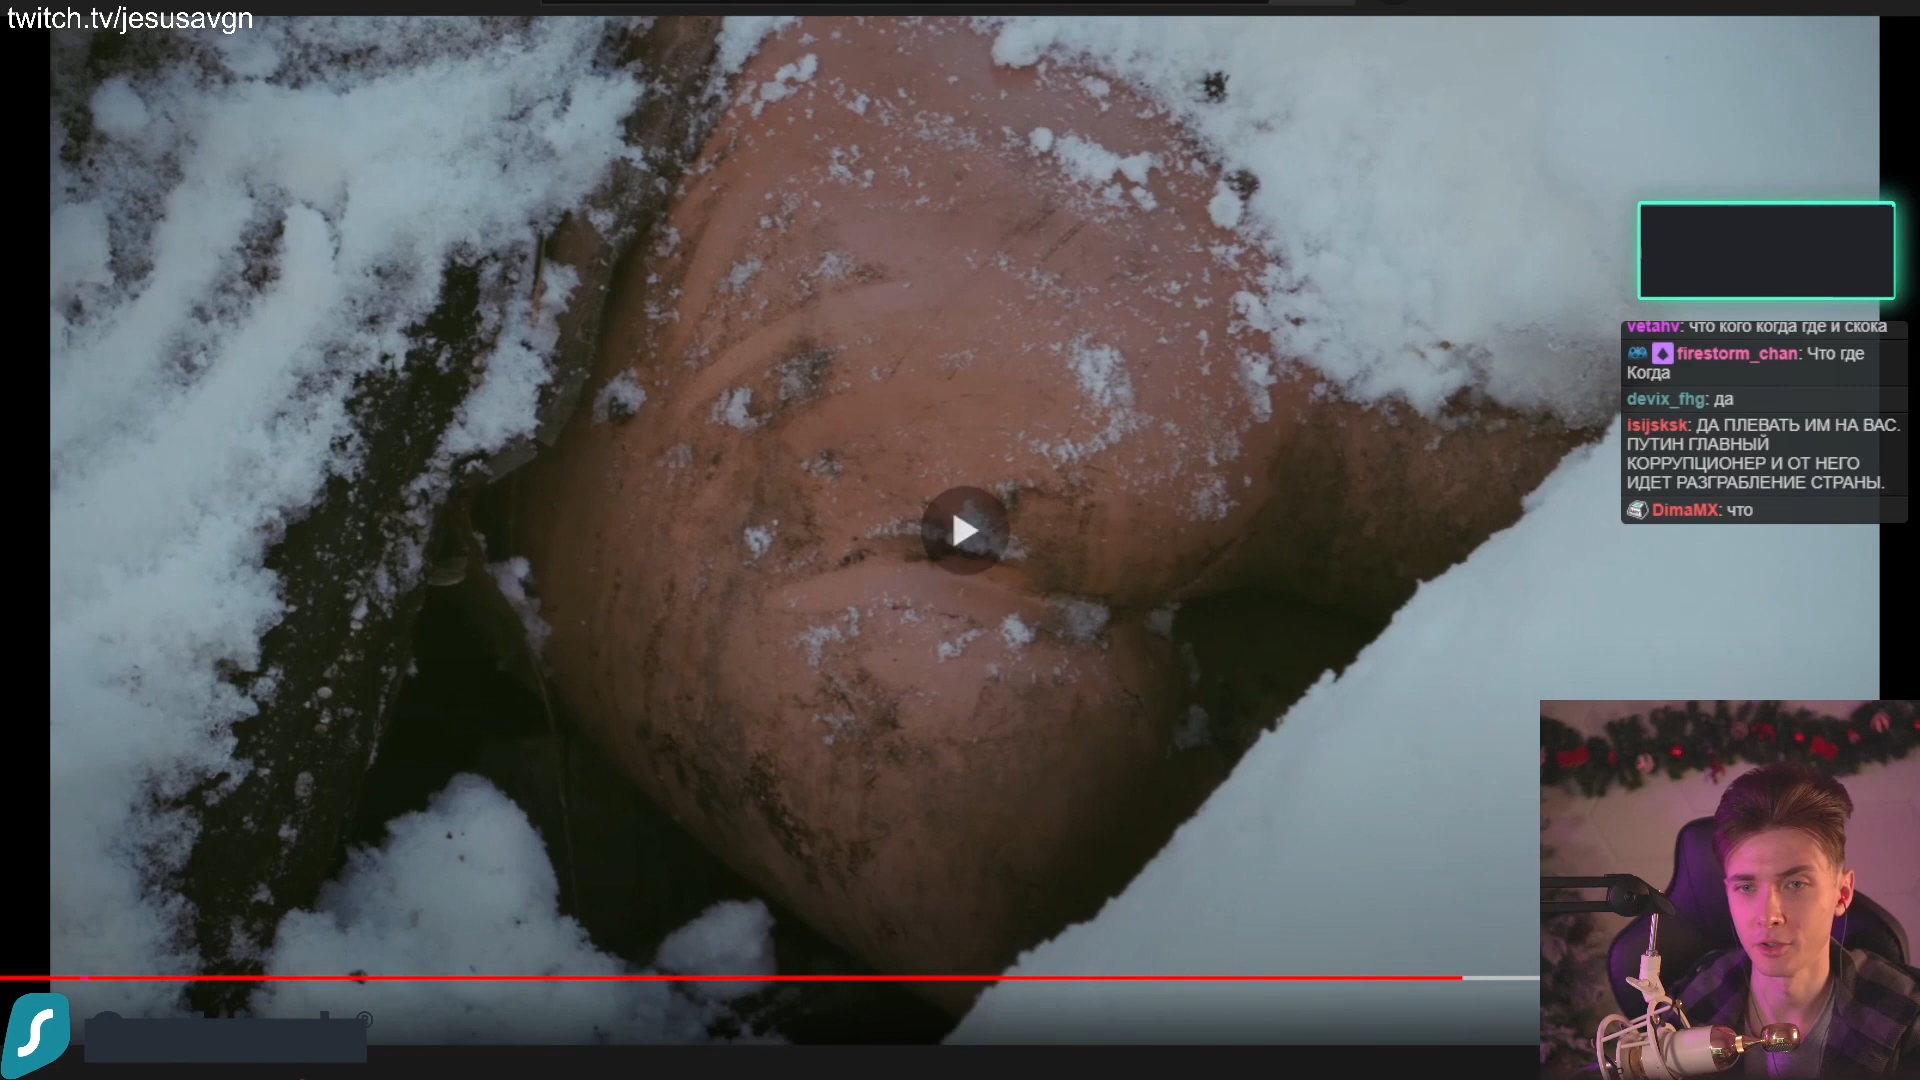 twitch.tv/jesusavgn
vetahv: что кого когда где и скока
firestorm_chan: Что где
Когда
devix_fhg: да
isijsksk: ДА ПЛЕВАТЬ ИМ НА ВАС.
ПУТИН ГЛАВНЫЙ
КОРРУПЦИОНЕР И ОТ НЕГО
ИДЕТ РАЗГРАБЛЕНИЕ СТРАНЫ.
DimaMX: что